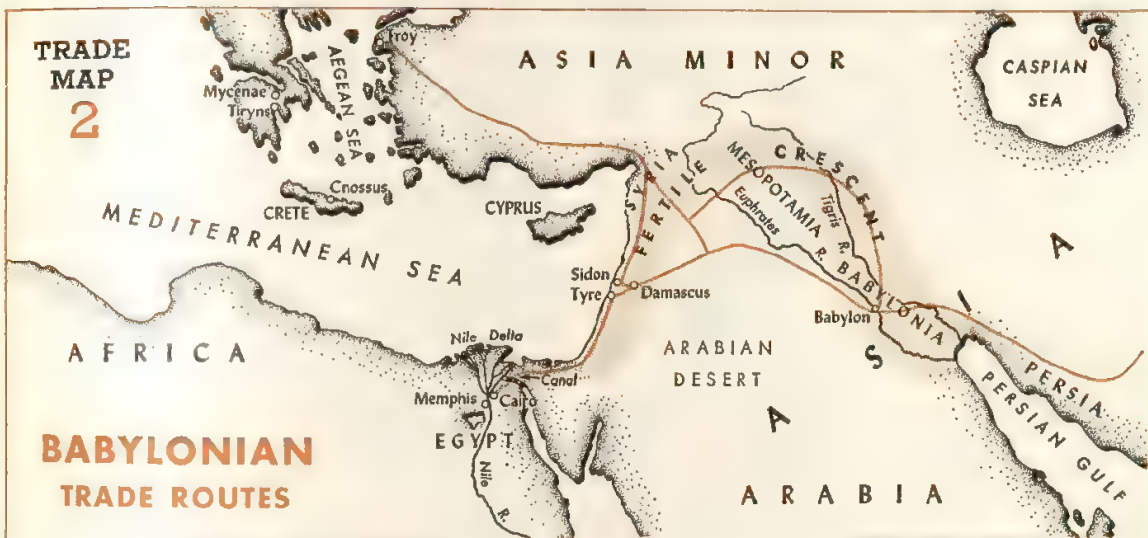 TRADE
MAP
2
Troy
AEGEAN SEA
Mycenae
Tiryns
Cnossus
CRETE
CYPRUS
MEDITERRANEAN SEA
ASIA MINOR
CASPIAN
SEA
SYRIA
FERTILE CRESCENT
MESOPOTAMIA
Euphrates R.
Tigris R.
BABYLONIA
Sidon
Tyre
Damascus
Babylon
ASIA
AFRICA
Nile Delta
Canal
Memphis
Cairo
EGYPT
Nile R.
ARABIAN
DESERT
PERSIA
PERSIAN GULF
ARABIA
BABYLONIAN
TRADE ROUTES